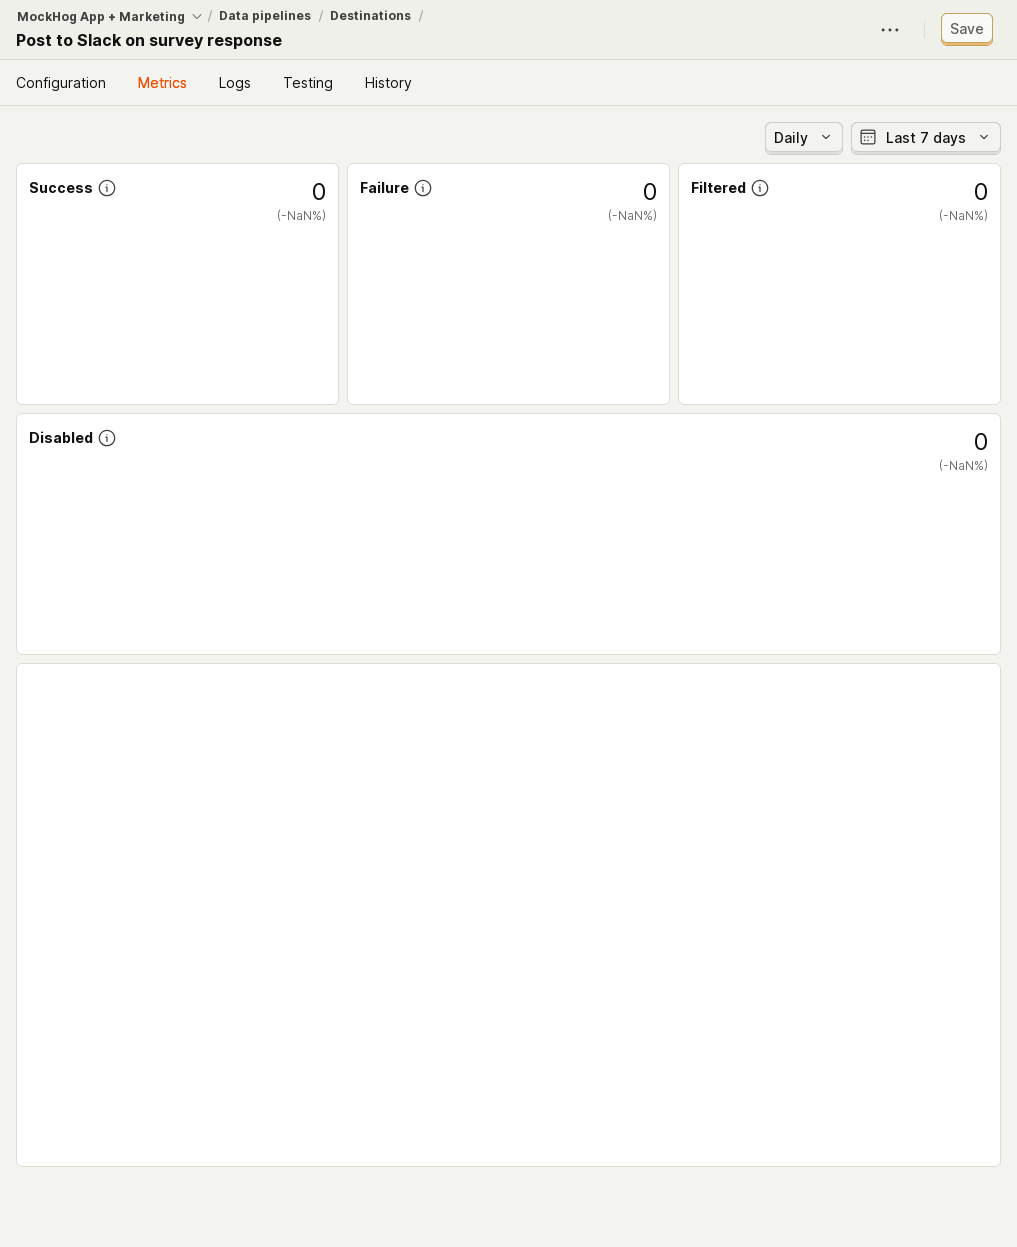 MockHog App + Marketing / Data pipelines / Destinations /
Post to Slack on survey response
Save
Configuration Metrics Logs Testing History
Daily Last 7 days
Success 0
(-NaN%)
Failure 0
(-NaN%)
Filtered 0
(-NaN%)
Disabled 0
(-NaN%)